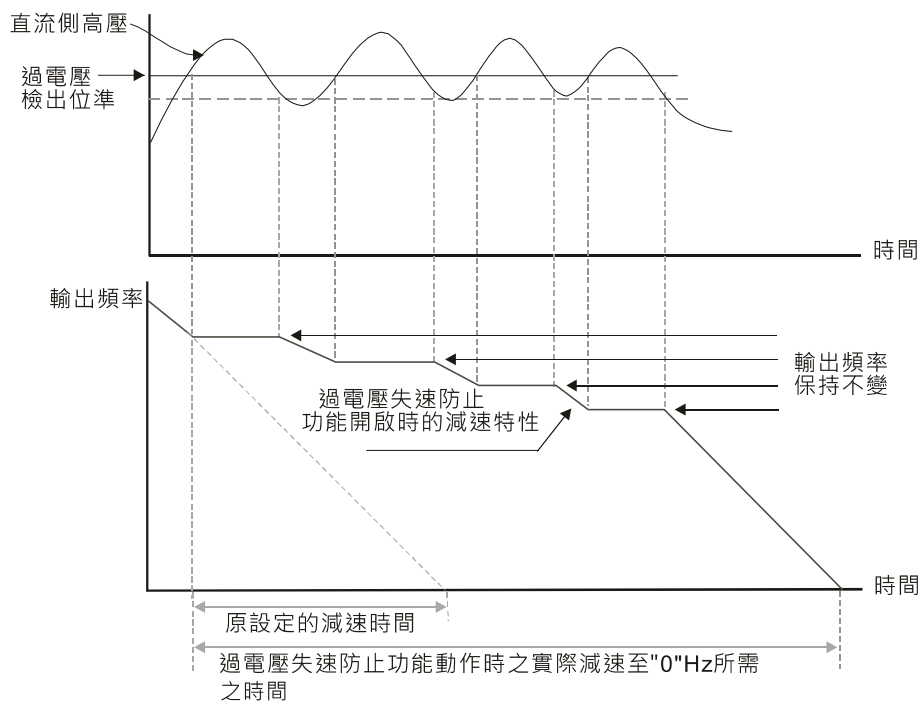 直流側高壓
過電壓
檢出位準
時間
輸出頻率
輸出頻率
保持不變
過電壓失速防止
功能開啟時的減速特性
時間
原設定的減速時間
過電壓失速防止功能動作時之實際減速至"0"Hz所需
之時間